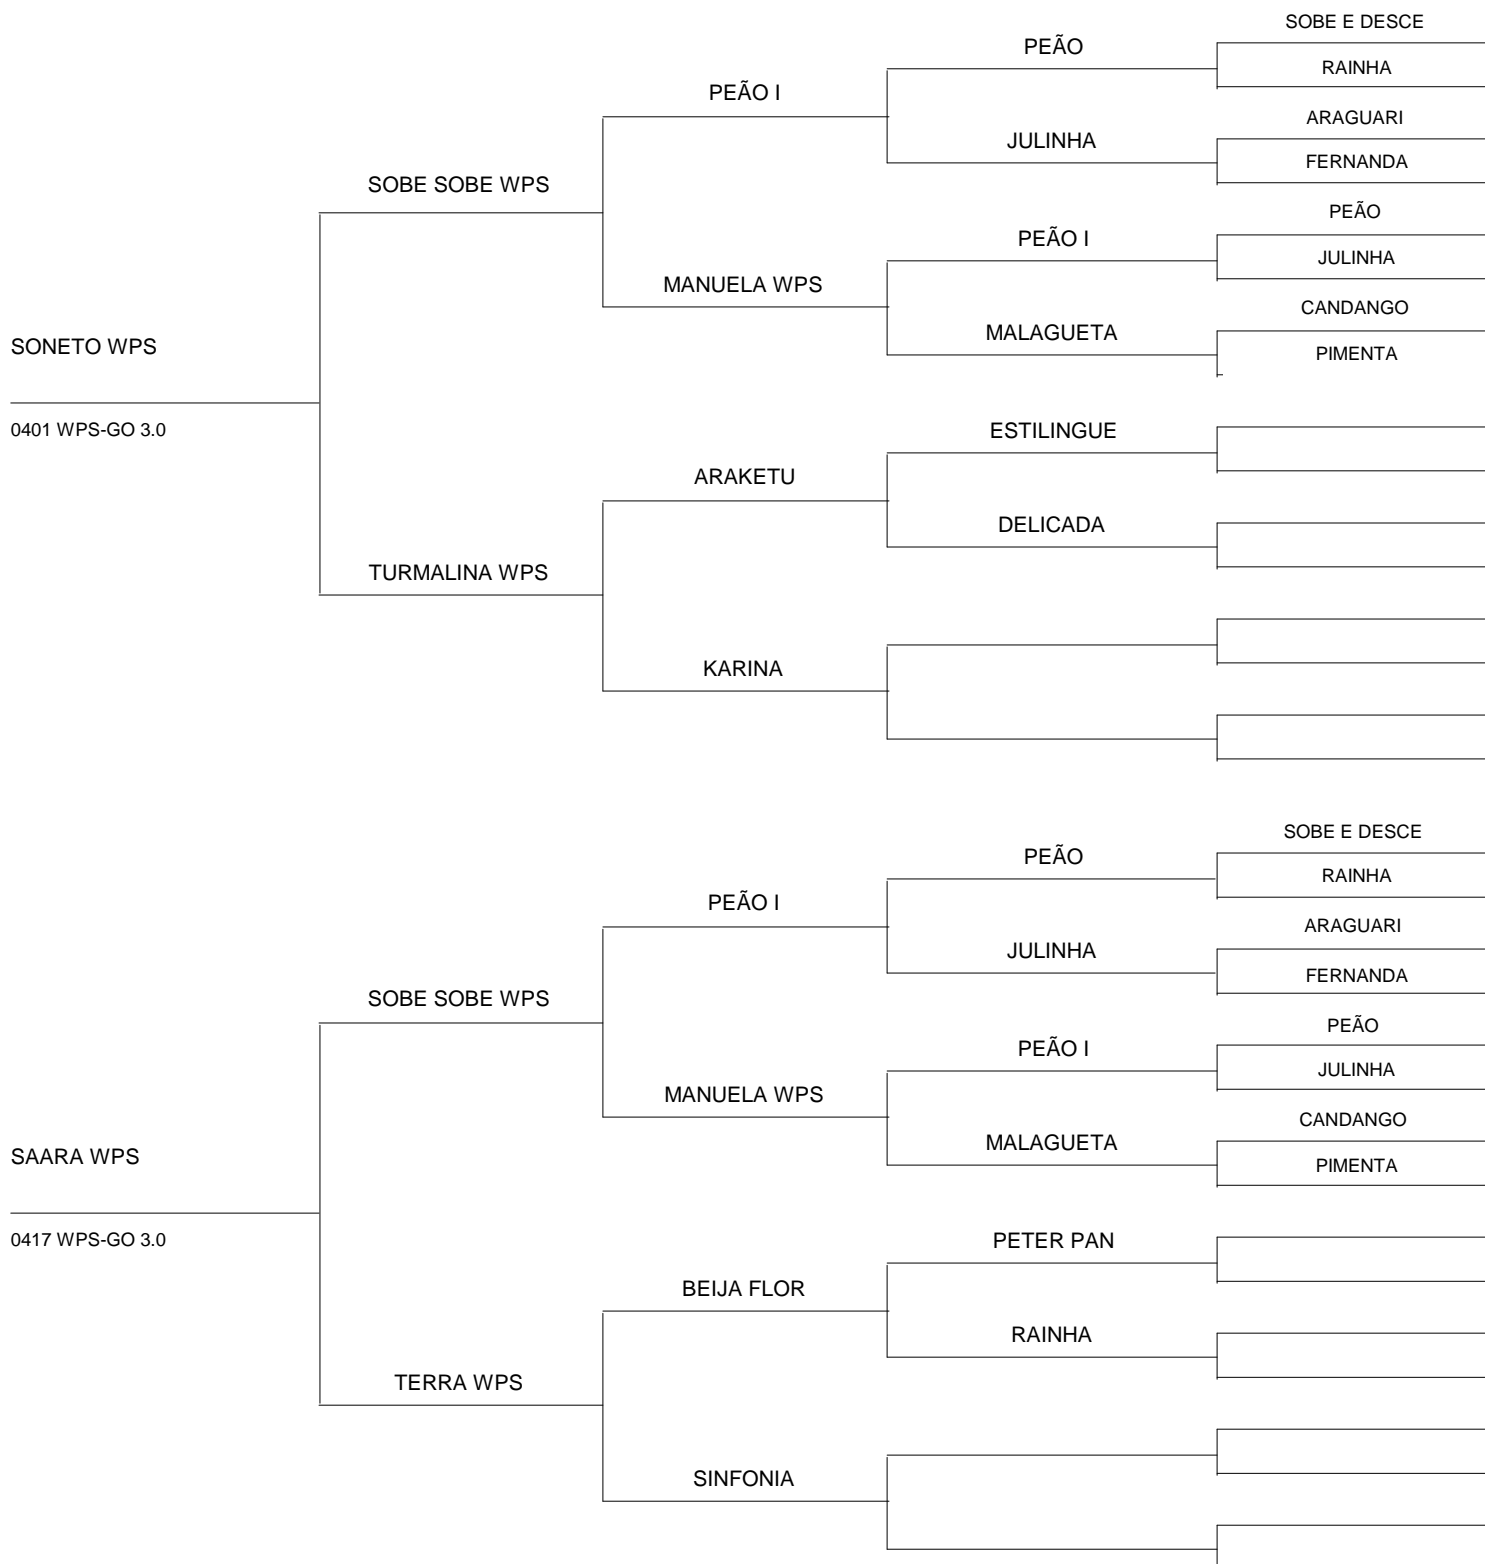 SOBE E DESCE
PEÃO
RAINHA
PEÃO I
ARAGUARI
JULINHA
FERNANDA
SOBE SOBE WPS
PEÃO
PEÃO I
JULINHA
MANUELA WPS
CANDANGO
MALAGUETA
SONETO WPS
PIMENTA
0401 WPS-GO 3.0
ESTILINGUE
ARAKETU
DELICADA
TURMALINA WPS
KARINA
SOBE E DESCE
PEÃO
RAINHA
PEÃO I
ARAGUARI
JULINHA
FERNANDA
SOBE SOBE WPS
PEÃO
PEÃO I
JULINHA
MANUELA WPS
CANDANGO
MALAGUETA
SAARA WPS
PIMENTA
0417 WPS-GO 3.0
PETER PAN
BEIJA FLOR
RAINHA
TERRA WPS
SINFONIA